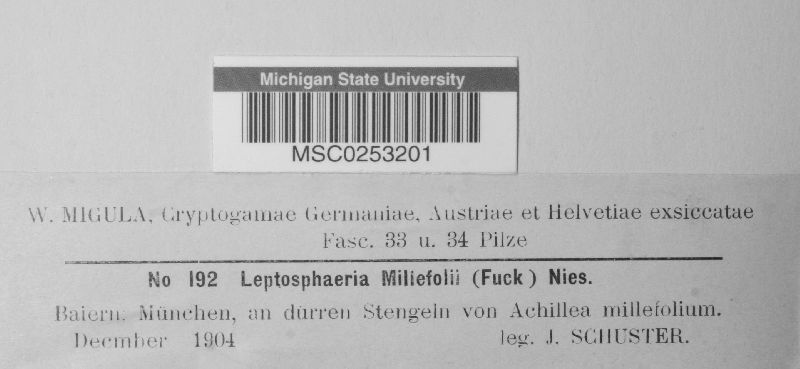 Michigan State University
MSC0253201
W. MIGULA, Cryptogamae Germaniae, Austriae et Helvetiae exsiccatae
Fasc. 33 u. 34 Pilze
No 192 Leptosphaeria Millefolii (Fuck) Nies.
Baiern: München, an dürren Stengeln von Achillea millefolium.
Decmber 1904 leg. J. SCHUSTER.